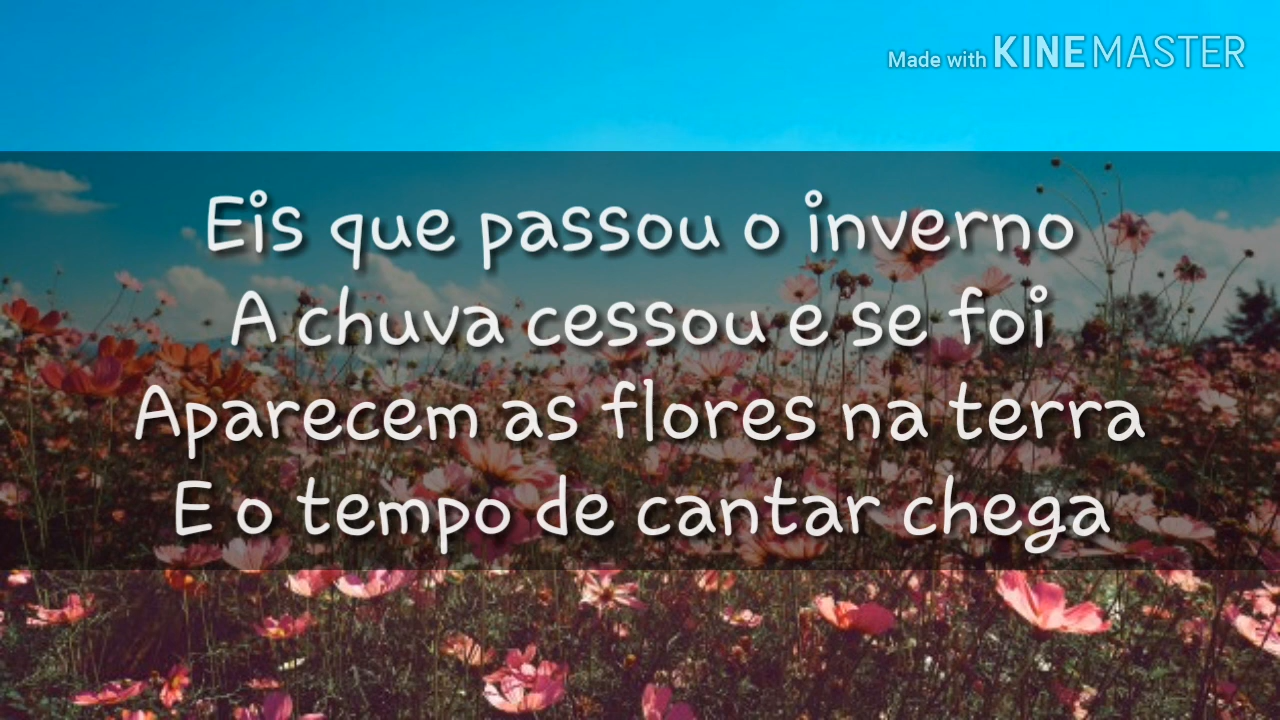 Made with KINEMASTER
Eis que passou o inverno
A chuva cessou e se foi
Aparecem as flores na terra
E o tempo de cantar chega